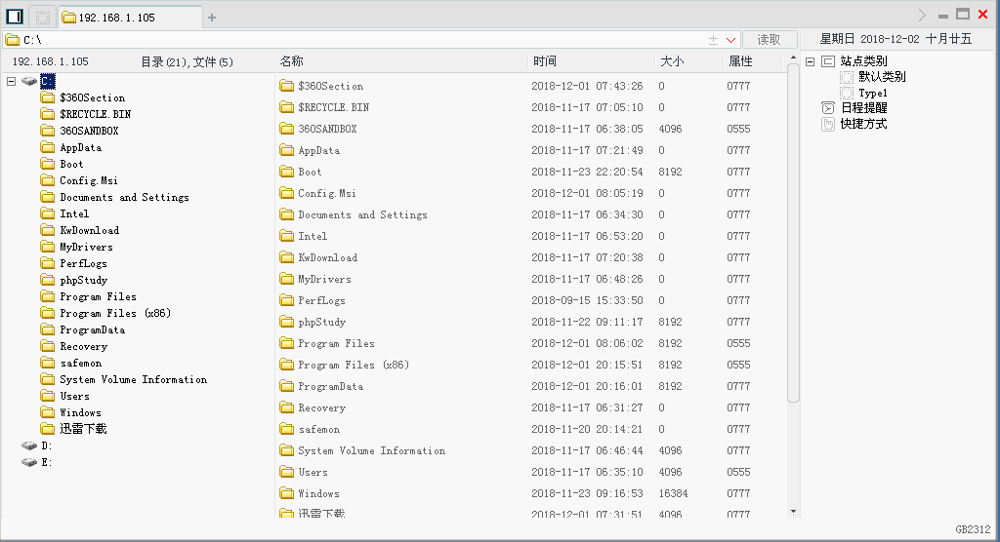 192.168.1.105
C:\
读取
星期日 2018-12-02 十月廿五
192.168.1.105 目录(21),文件(5)
C:
$360Section
$RECYCLE.BIN
360SANDBOX
AppData
Boot
Config.Msi
Documents and Settings
Intel
KwDownload
MyDrivers
PerfLogs
phpStudy
Program Files
Program Files (x86)
ProgramData
Recovery
safemon
System Volume Information
Users
Windows
迅雷下载
D:
E:
名称 时间 大小 属性
$360Section 2018-12-01 07:43:26 0 0777
$RECYCLE.BIN 2018-11-17 07:05:10 0 0777
360SANDBOX 2018-11-17 06:38:05 4096 0555
AppData 2018-11-17 07:21:49 0 0777
Boot 2018-11-23 22:20:54 8192 0777
Config.Msi 2018-12-01 08:05:19 0 0777
Documents and Settings 2018-11-17 06:34:30 0 0777
Intel 2018-11-17 06:53:20 0 0777
KwDownload 2018-11-17 07:20:38 0 0777
MyDrivers 2018-11-17 06:48:26 0 0777
PerfLogs 2018-09-15 15:33:50 0 0777
phpStudy 2018-11-22 09:11:17 8192 0777
Program Files 2018-12-01 08:06:02 8192 0555
Program Files (x86) 2018-12-01 20:15:51 8192 0555
ProgramData 2018-12-01 20:16:01 8192 0777
Recovery 2018-11-17 06:31:27 0 0777
safemon 2018-11-20 20:14:21 0 0777
System Volume Information 2018-11-17 06:46:44 4096 0777
Users 2018-11-17 06:35:10 4096 0555
Windows 2018-11-23 09:16:53 16384 0777
迅雷下载 2018-12-01 07:31:51 4096 0777
站点类别
默认类别
Type1
日程提醒
快捷方式
GB2312